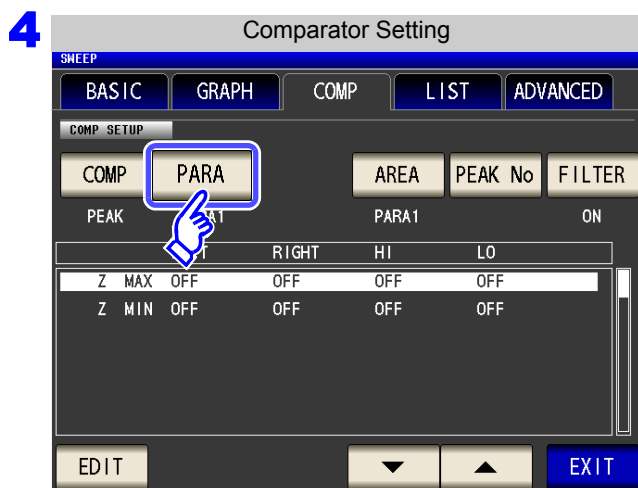 4
Comparator Setting
SWEEP
BASIC GRAPH COMP LIST ADVANCED
COMP SETUP
COMP PARA AREA PEAK No FILTER
PEAK PARA1 ON
RIGHT HI LO
Z MAX OFF OFF OFF OFF
Z MIN OFF OFF OFF OFF
EDIT EXIT